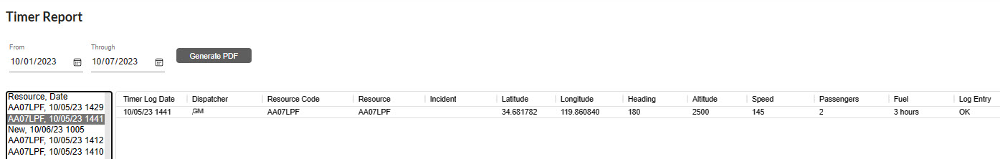 Timer Report
From Through
10/01/2023 10/07/2023 Generate PDF
Resource, Date
AA07LPF, 10/05/23 1429
AA07LPF, 10/05/23 1441
New, 10/06/23 1005
AA07LPF, 10/05/23 1412
AA07LPF, 10/05/23 1410
Timer Log Date Dispatcher Resource Code Resource Incident Latitude Longitude Heading Altitude Speed Passengers Fuel Log Entry
10/05/23 1441 GM AA07LPF AA07LPF 34.681782 119.860840 180 2500 145 2 3 hours OK